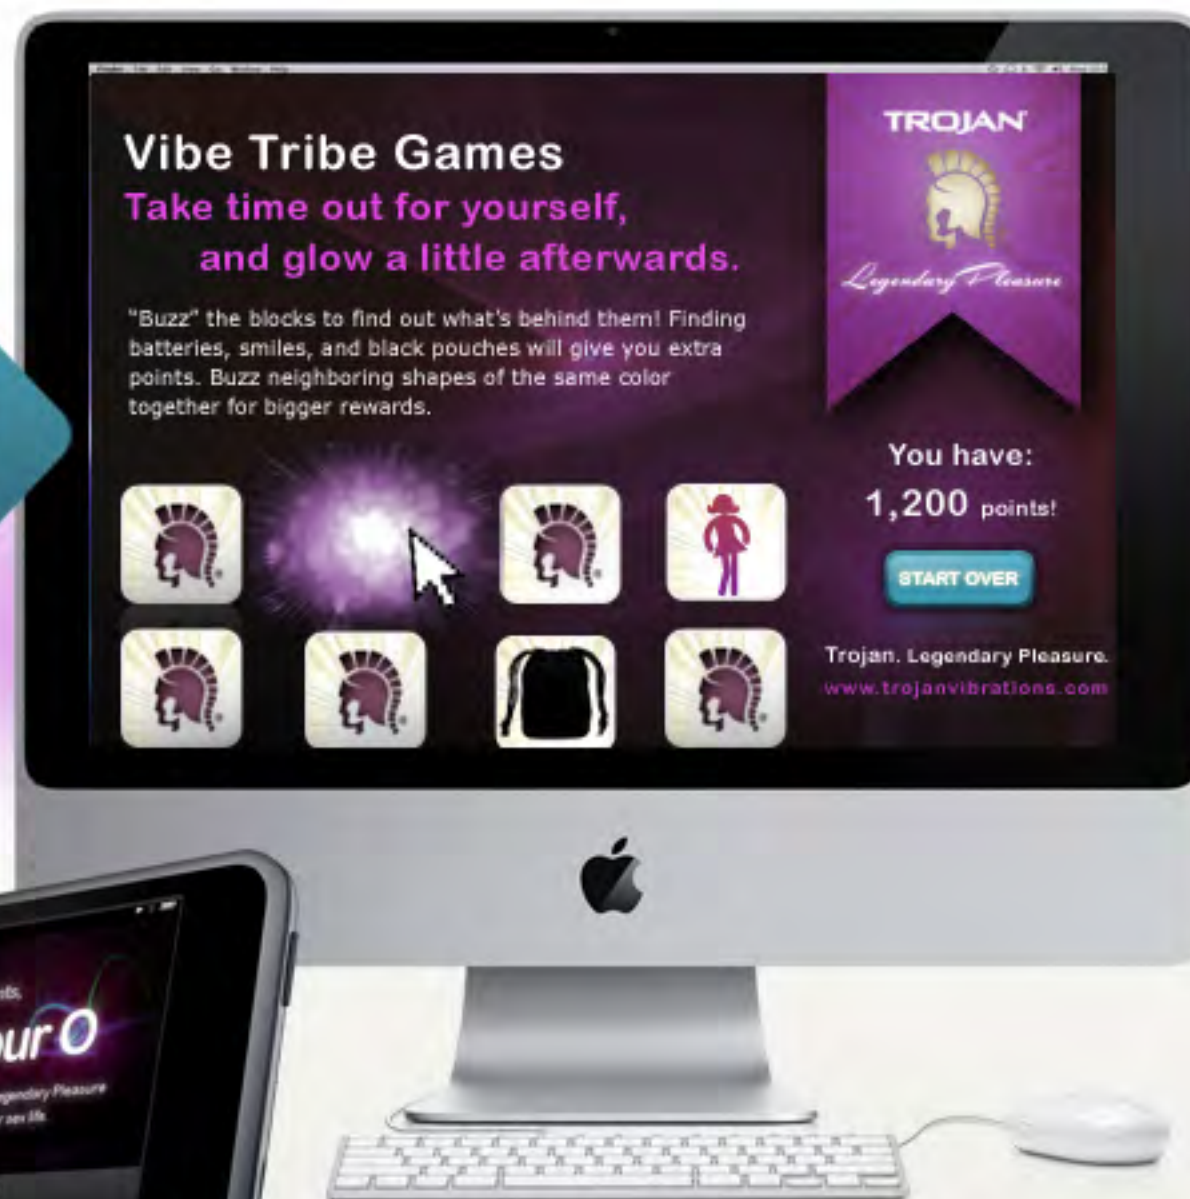 Vibe Tribe Games
Take time out for yourself,
and glow a little afterwards.
"Buzz" the blocks to find out what's behind them! Finding
batteries, smiles, and black pouches will give you extra
points. Buzz neighboring shapes of the same color
together for bigger rewards.
TROJAN
Legendary Pleasure
You have:
1,200 points!
START OVER
Trojan. Legendary Pleasure.
www.trojanvibrations.com
our O
Legendary Pleasure
sex life.